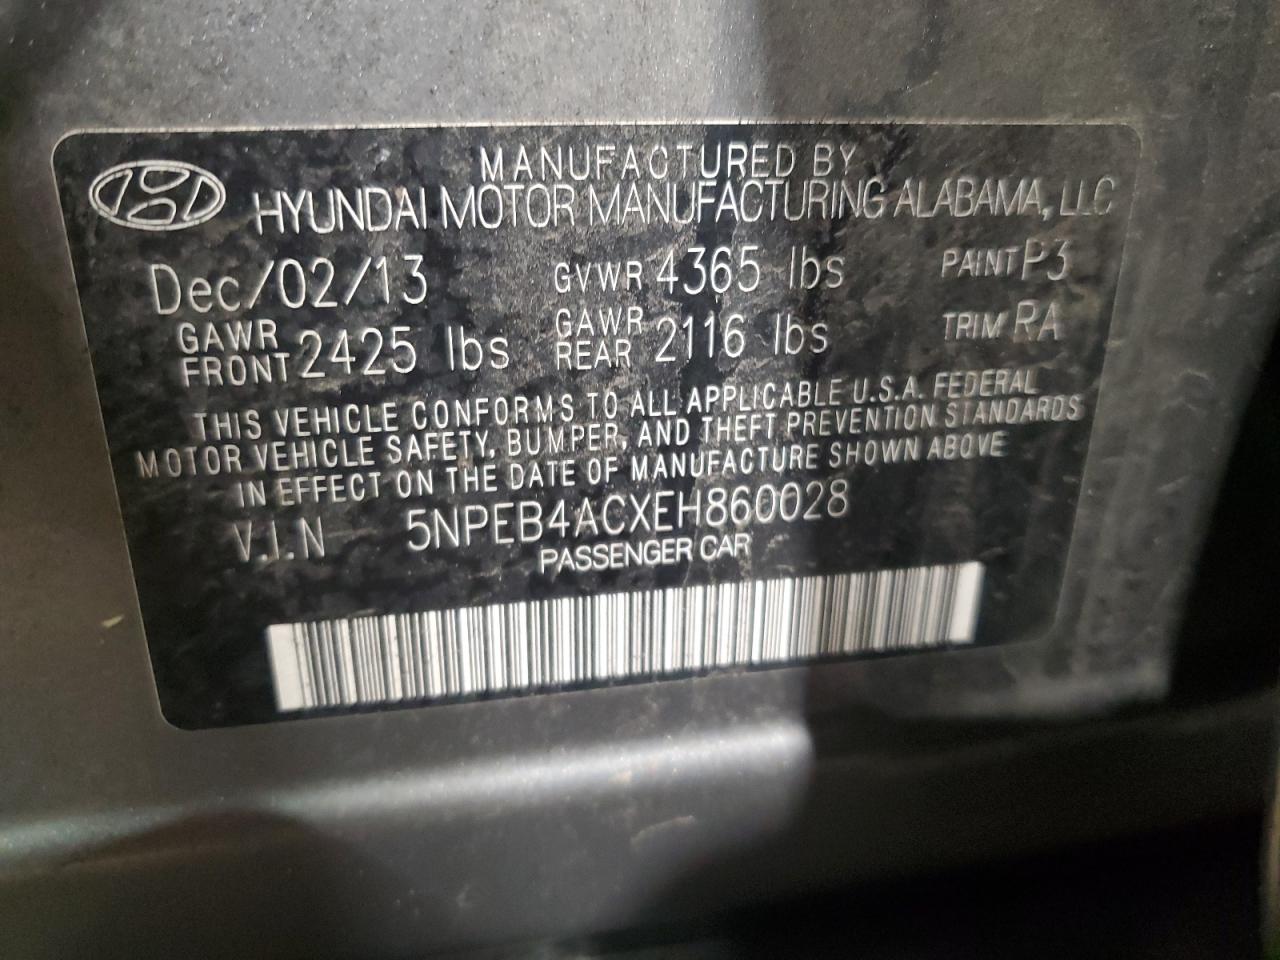 MANUFACTURED BY
HYUNDAI MOTOR MANUFACTURING ALABAMA, LLC
Dec/02/13 GVWR 4365 lbs PAINT P3
GAWR FRONT 2425 lbs GAWR REAR 2116 lbs TRIM RA
THIS VEHICLE CONFORMS TO ALL APPLICABLE U.S.A. FEDERAL
MOTOR VEHICLE SAFETY, BUMPER, AND THEFT PREVENTION STANDARDS
IN EFFECT ON THE DATE OF MANUFACTURE SHOWN ABOVE
V.I.N 5NPEB4ACXEH860028
PASSENGER CAR